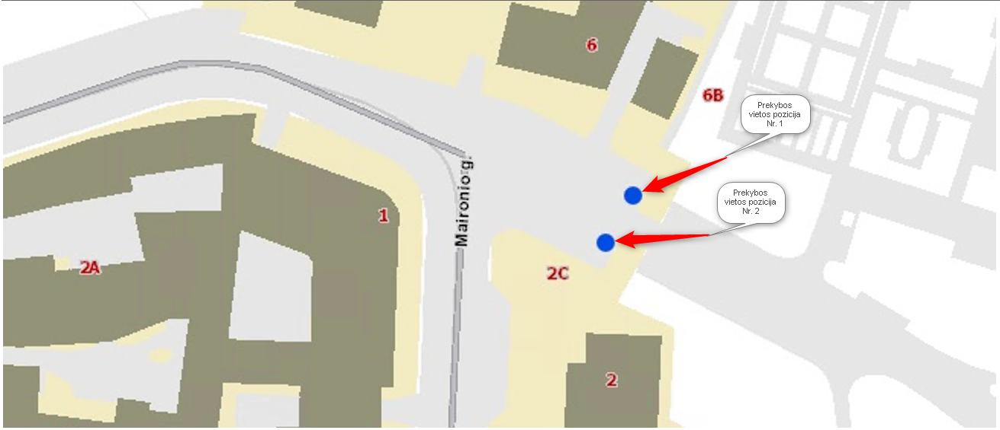 6
6B
Prekybos
vietos pozicija
Nr. 1
Maironio g.
Prekybos
vietos pozicija
Nr. 2
1
2A
2C
2